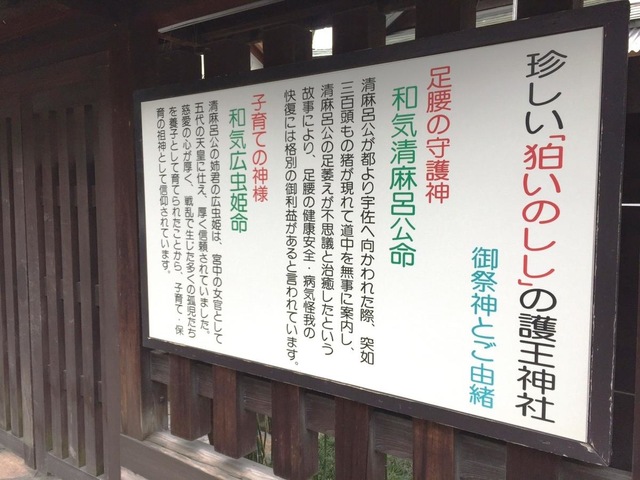 珍しい「狛いのしし」の護王神社
御祭神とご由緒
足腰の守護神
和気清麻呂公命
清麻呂公が都より宇佐へ向かわれた際、突如
三百頭もの猪が現れて道中を無事に案内し、
清麻呂公の足萎えが不思議と治癒したという
故事により、足腰の健康安全・病気怪我の
快復には格別の御利益があると言われています。
子育ての神様
和気広虫姫命
清麻呂公の姉君の広虫姫は、宮中の女官として
五代の天皇に仕え、厚く信頼されていました。
慈愛の心が厚く、戦乱で生じた多くの孤児たち
を養子として育てられたことから、子育て・保
育の祖神として信仰されています。